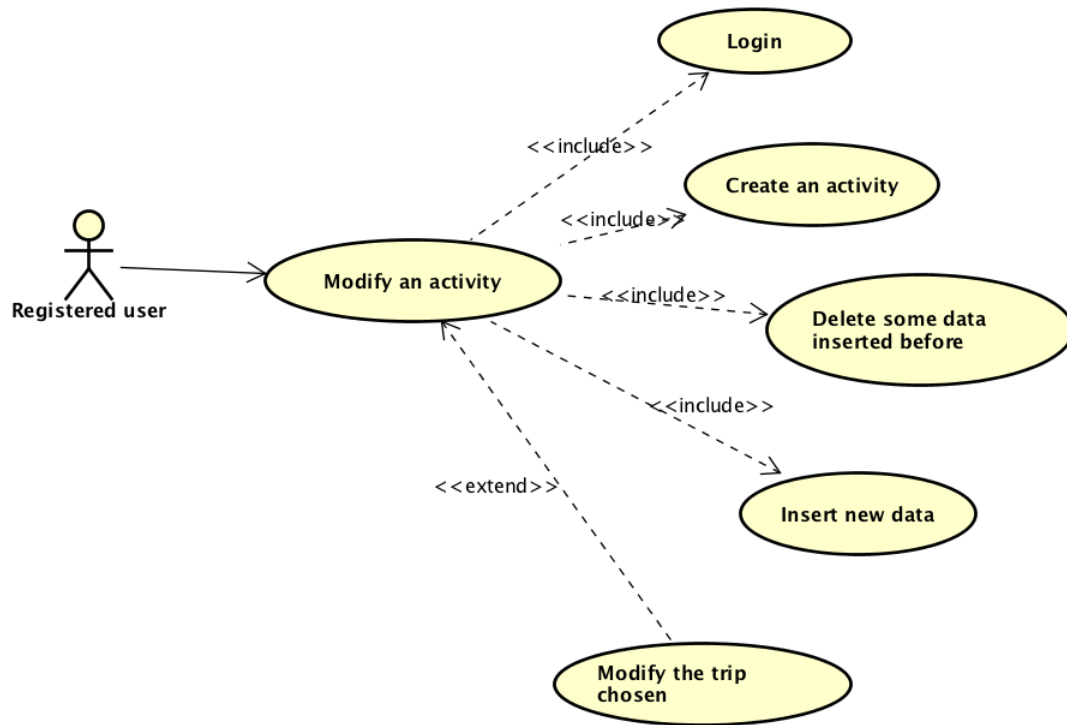 Login
<<include>>
Create an activity
<<include>>
Modify an activity
Registered user
<<include>>
Delete some data
inserted before
<<include>>
<<extend>>
Insert new data
Modify the trip
chosen